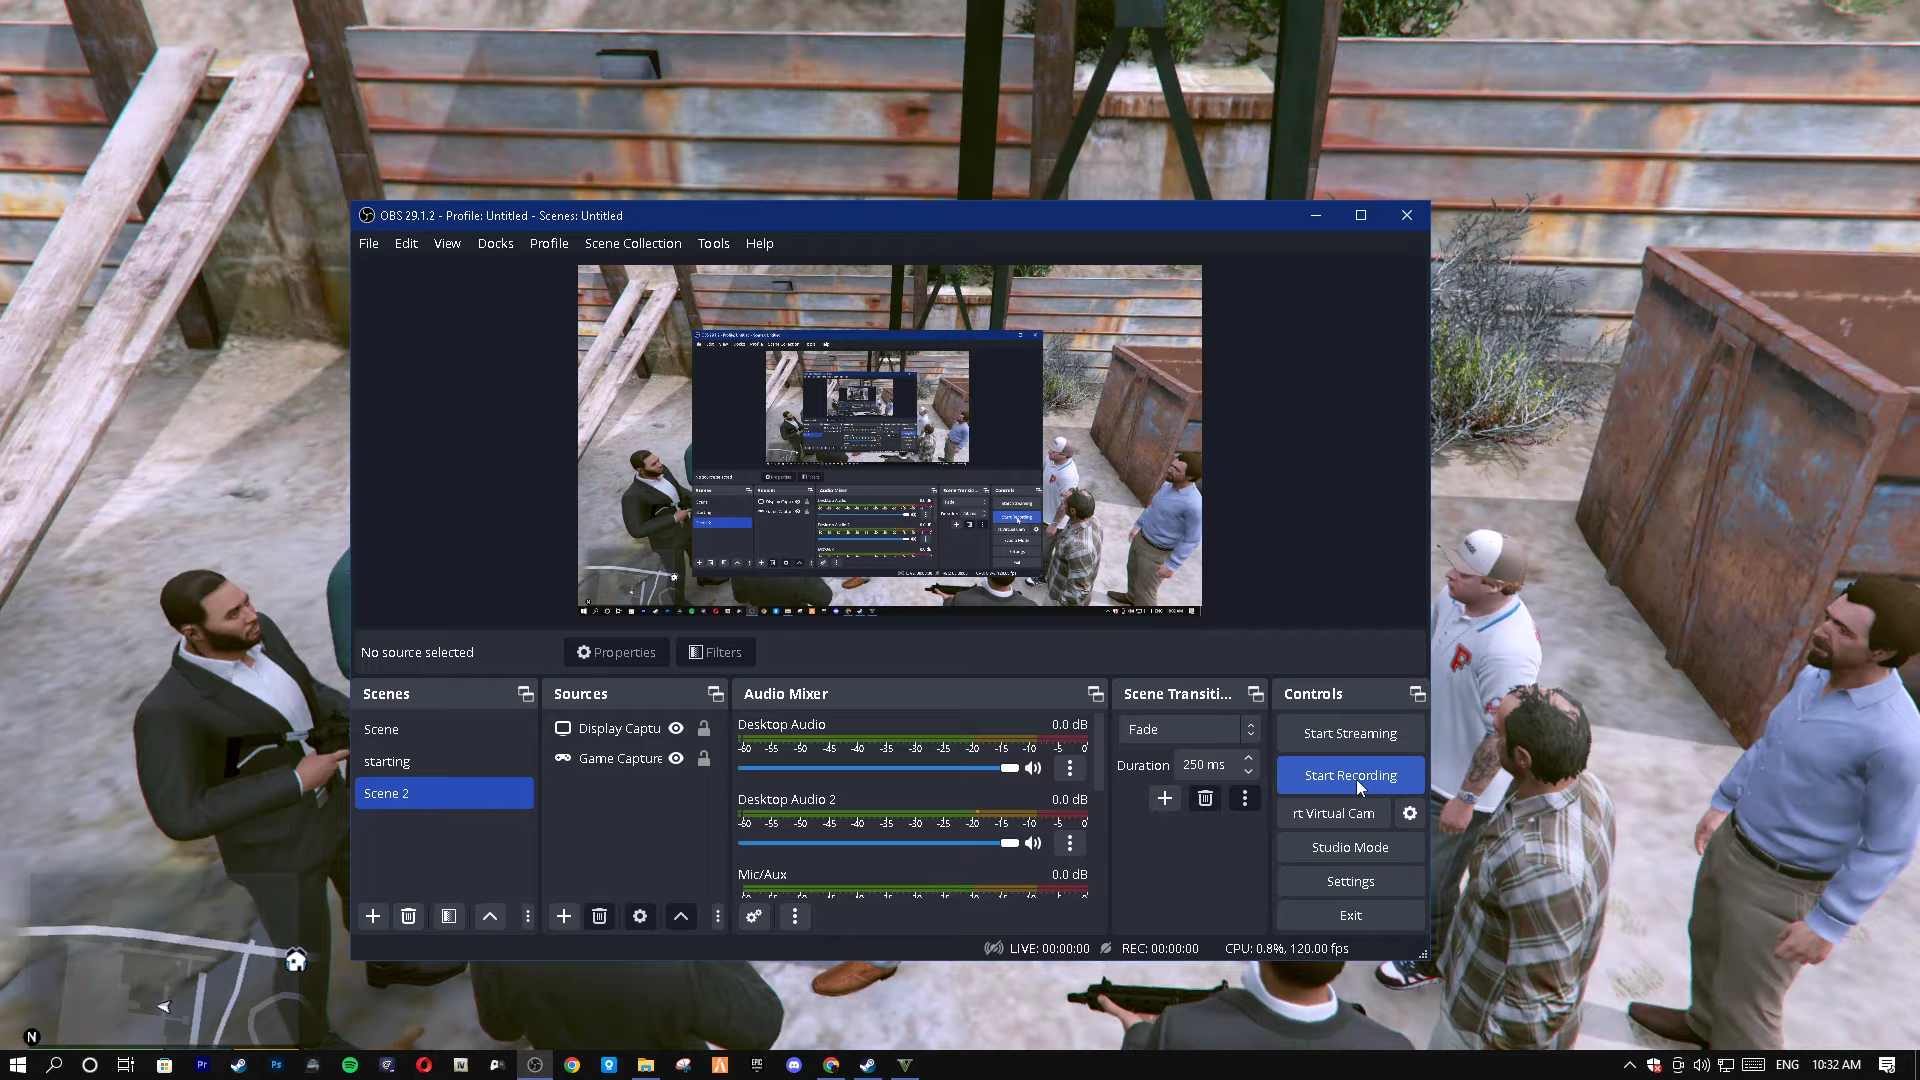 OBS 29.1.2 - Profile: Untitled - Scenes: Untitled
File Edit View Docks Profile Scene Collection Tools Help
No source selected Properties Filters
Scenes
Scene
starting
Scene 2
Sources
Display Captu
Game Capture
Audio Mixer
Desktop Audio 0.0 dB
-60 -55 -50 -45 -40 -35 -30 -25 -20 -15 -10 -5 0
Desktop Audio 2 0.0 dB
-60 -55 -50 -45 -40 -35 -30 -25 -20 -15 -10 -5 0
Mic/Aux 0.0 dB
Scene Transiti...
Fade
Duration 250 ms
Controls
Start Streaming
Start Recording
rt Virtual Cam
Studio Mode
Settings
Exit
LIVE: 00:00:00 REC: 00:00:00 CPU: 0.8%, 120.00 fps
N
Pr Ps IV EPIC ENG 10:32 AM